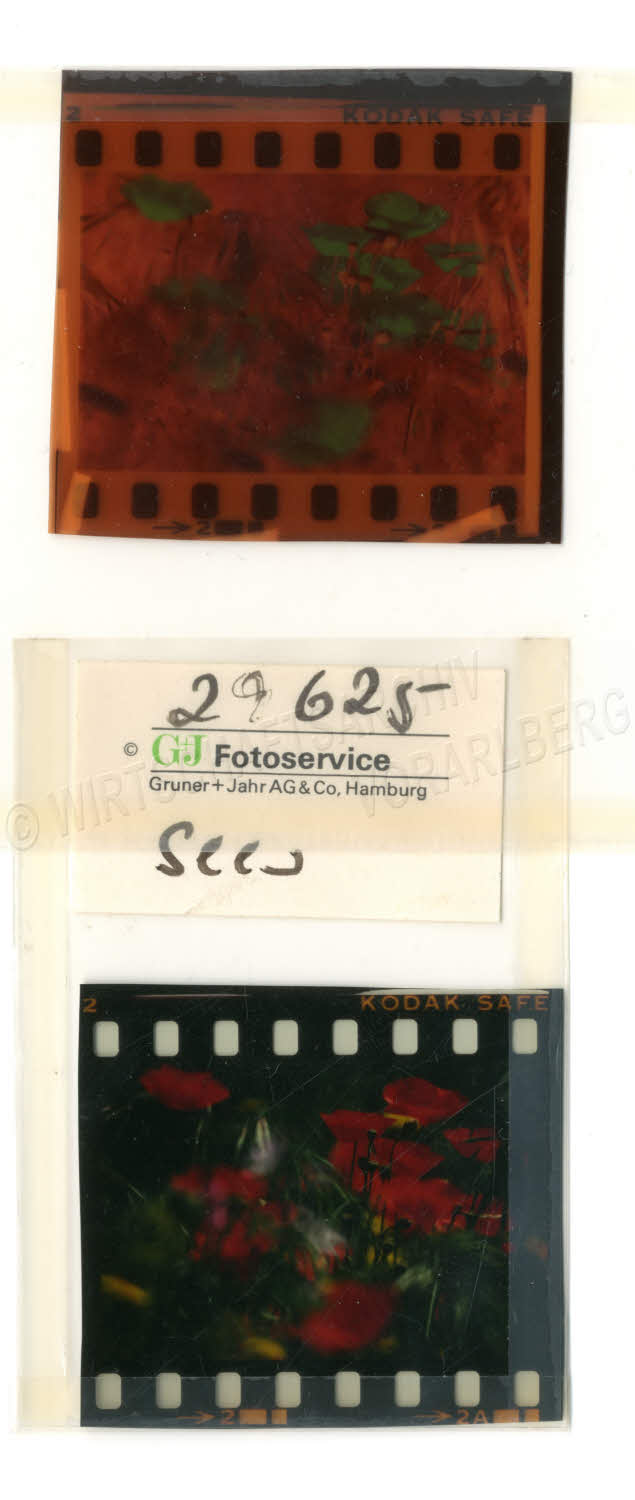 2
KODAK SAFE
→2
29625
© G+J Fotoservice
Gruner+Jahr AG & Co, Hamburg
© WIRTSCHAFTSARCHIV
VORARLBERG
2
KODAK SAFE
→2
→2A